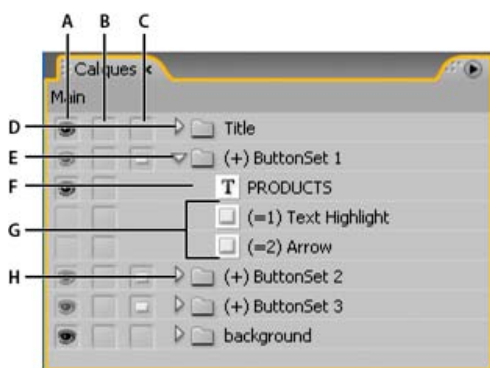 A B C
Calques
Main
D Title
E (+) ButtonSet 1
F T PRODUCTS
G (=1) Text Highlight
(=2) Arrow
H (+) ButtonSet 2
(+) ButtonSet 3
background